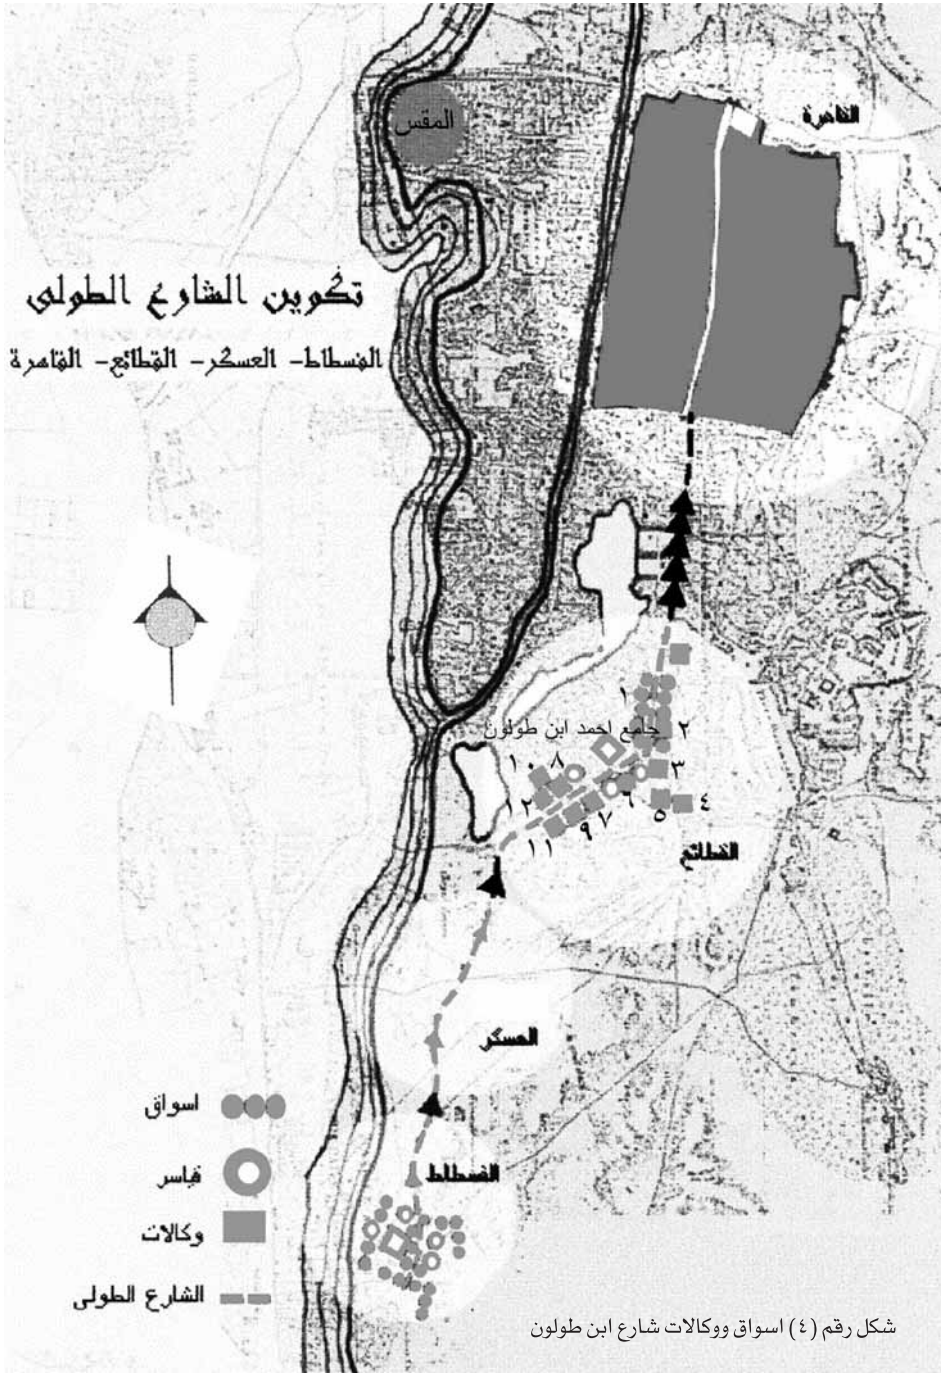 القاهرة
المقس
تكوين الشارع الطولى
الفسطاط- العسكر- القطائع- القاهرة
١
٢
جامع احمد ابن طولون
٣
٨
١٠
٤
٥
٦
١٢
٧
٩
١١
القطائع
العسكر
الفسطاط
اسواق
قياسر
وكالات
الشارع الطولى
شكل رقم (٤) اسواق ووكالات شارع ابن طولون